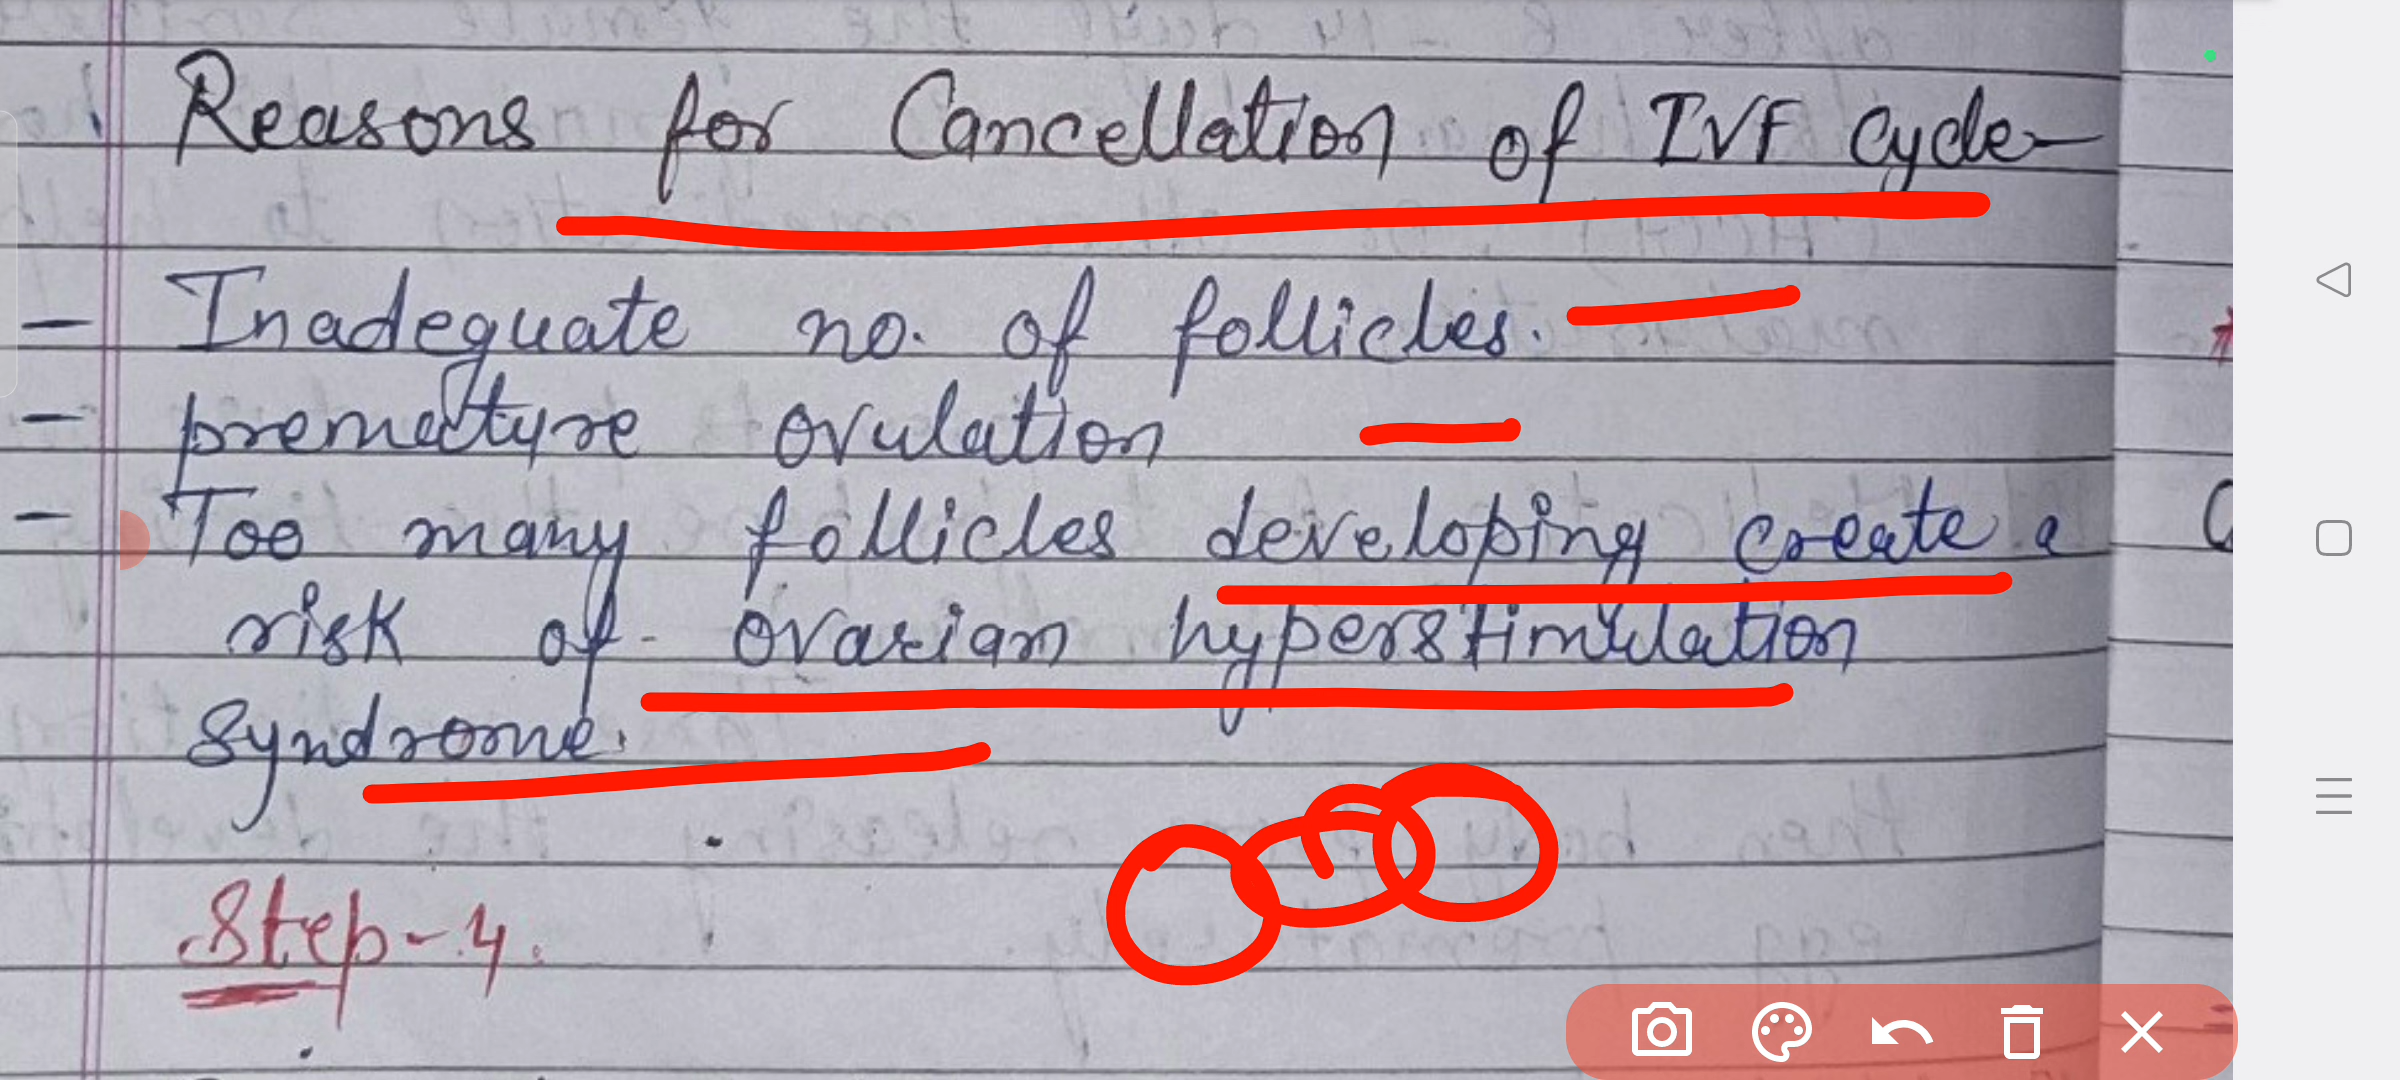 Reasons for Cancellation of IVF Cycle -
- Inadequate no. of follicles.
- premature ovulation
- Too many follicles developing create a
risk of ovarian hyperstimulation
syndrome.
Step - 4.